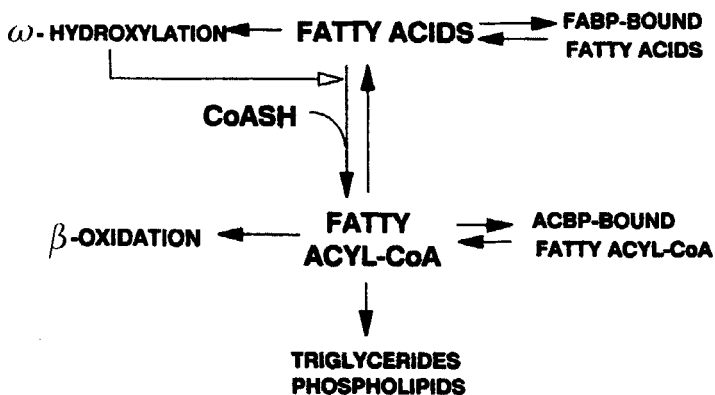 ω- HYDROXYLATION
FATTY ACIDS
FABP-BOUND
FATTY ACIDS
CoASH
β-OXIDATION
FATTY
ACYL-CoA
ACBP-BOUND
FATTY ACYL-CoA
TRIGLYCERIDES
PHOSPHOLIPIDS